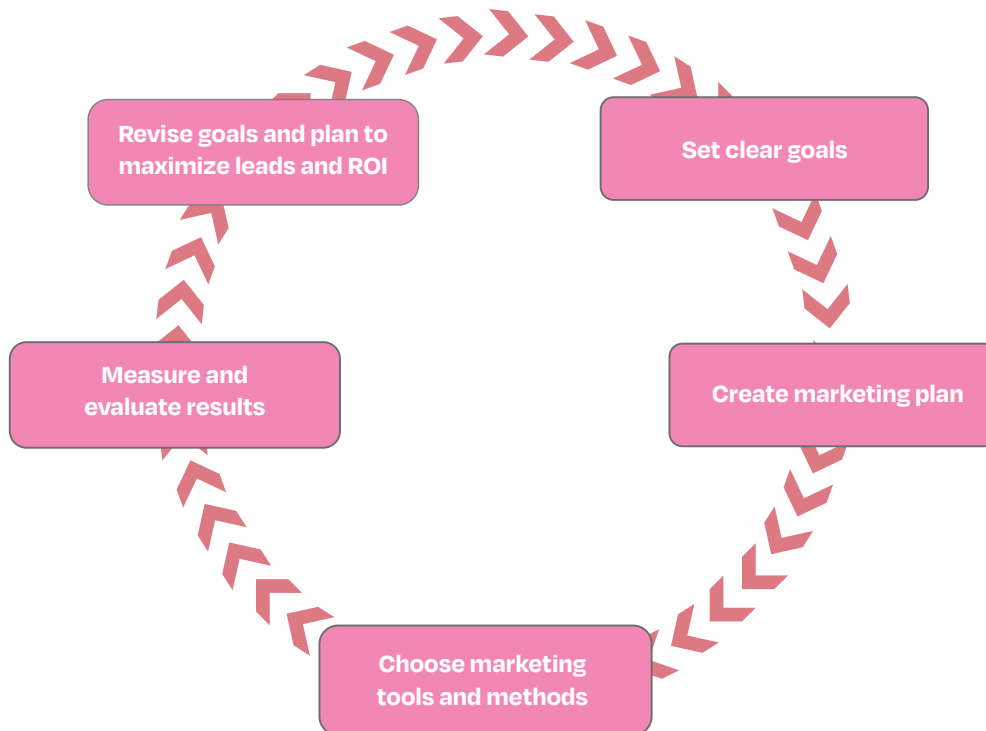 Revise goals and plan to
maximize leads and ROI
Set clear goals
Measure and
evaluate results
Create marketing plan
Choose marketing
tools and methods